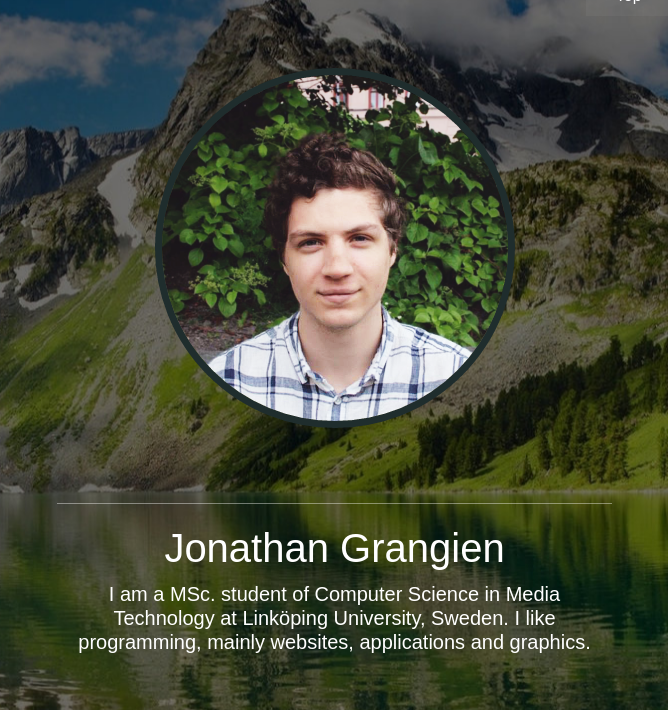 Jonathan Grangien
I am a MSc. student of Computer Science in Media
Technology at Linköping University, Sweden. I like
programming, mainly websites, applications and graphics.